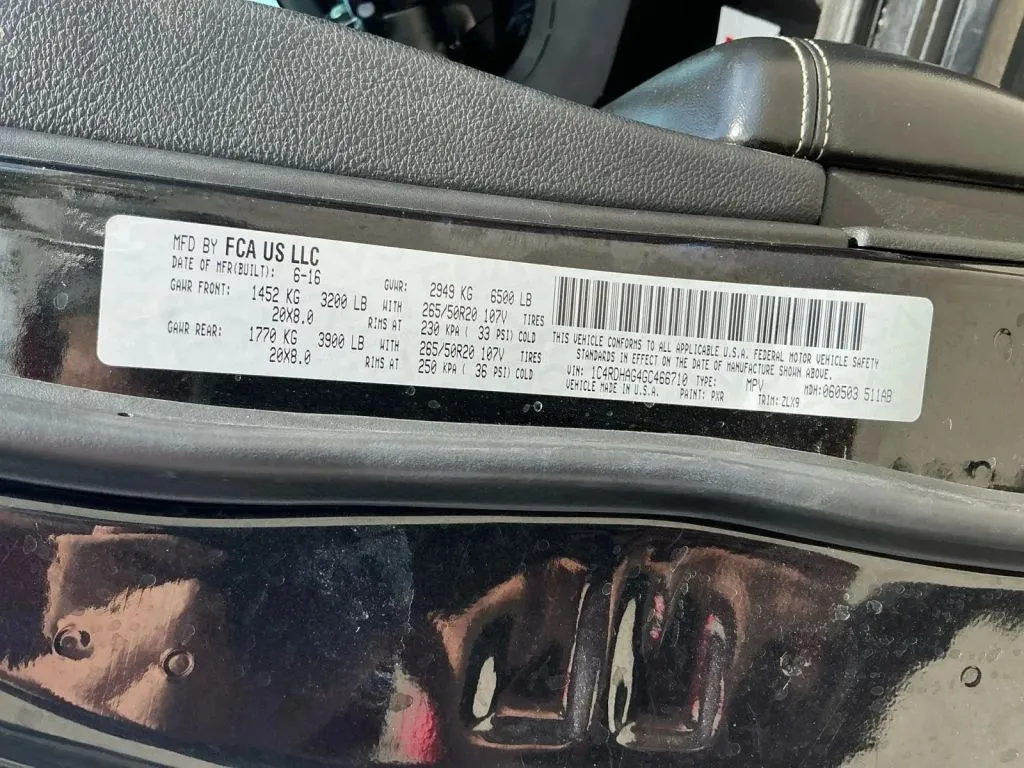 MFD BY FCA US LLC
DATE OF MFR(BUILT): 6-16 GVWR: 2949 KG 6500 LB
GAWR FRONT: 1452 KG 3200 LB WITH 265/50R20 107V TIRES
20X8.0 RIMS AT 230 KPA ( 33 PSI) COLD
GAWR REAR: 1770 KG 3900 LB WITH 265/50R20 107V TIRES
20X8.0 RIMS AT 250 KPA ( 36 PSI) COLD
THIS VEHICLE CONFORMS TO ALL APPLICABLE U.S.A. FEDERAL MOTOR VEHICLE SAFETY
STANDARDS IN EFFECT ON THE DATE OF MANUFACTURE SHOWN ABOVE.
VIN: 1C4RDHAG4GC466710 TYPE: MPV MDH:060503 511AB
VEHICLE MADE IN U.S.A. PAINT: PXR TRIM: ZLX9